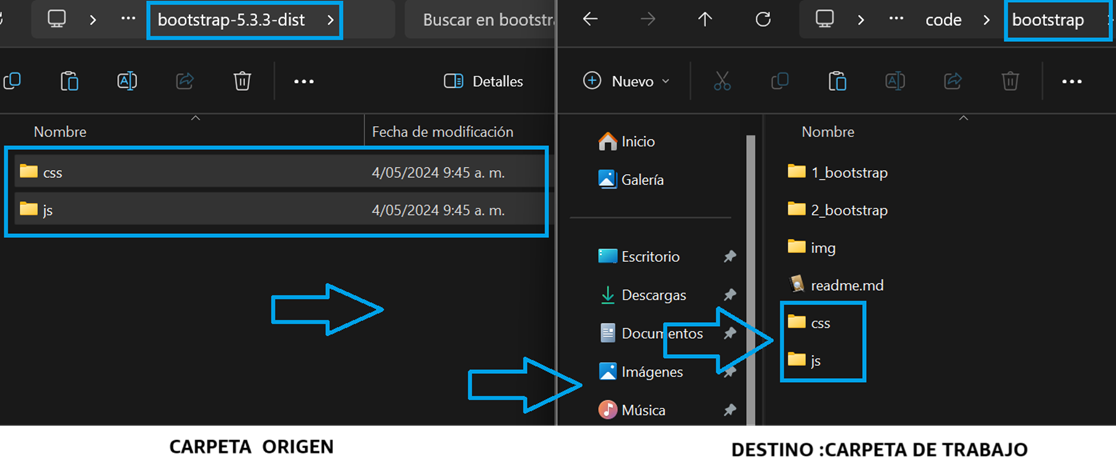 bootstrap-5.3.3-dist
Buscar en bootstra
Detalles
Nombre
Fecha de modificación
css
4/05/2024 9:45 a. m.
js
4/05/2024 9:45 a. m.
CARPETA ORIGEN
code
bootstrap
Nuevo
Inicio
Galería
Escritorio
Descargas
Documentos
Imágenes
Música
Nombre
1_bootstrap
2_bootstrap
img
readme.md
css
js
DESTINO :CARPETA DE TRABAJO